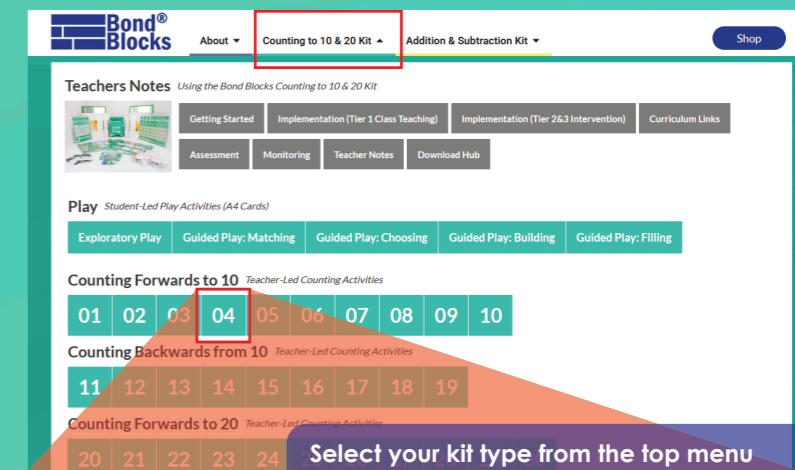 Bond®
Blocks
About ▾ Counting to 10 & 20 Kit ▴ Addition & Subtraction Kit ▾ Shop
Teachers Notes Using the Bond Blocks Counting to 10 & 20 Kit
Getting Started Implementation (Tier 1 Class Teaching) Implementation (Tier 2&3 Intervention) Curriculum Links
Assessment Monitoring Teacher Notes Download Hub
Play Student-Led Play Activities (A4 Cards)
Exploratory Play Guided Play: Matching Guided Play: Choosing Guided Play: Building Guided Play: Filling
Counting Forwards to 10 Teacher-Led Counting Activities
01 02 03 04 05 06 07 08 09 10
Counting Backwards from 10 Teacher-Led Counting Activities
11 12 13 14 15 16 17 18 19
Counting Forwards to 20 Teacher-Led Counting Activities
20 21 22 23 24
Select your kit type from the top menu